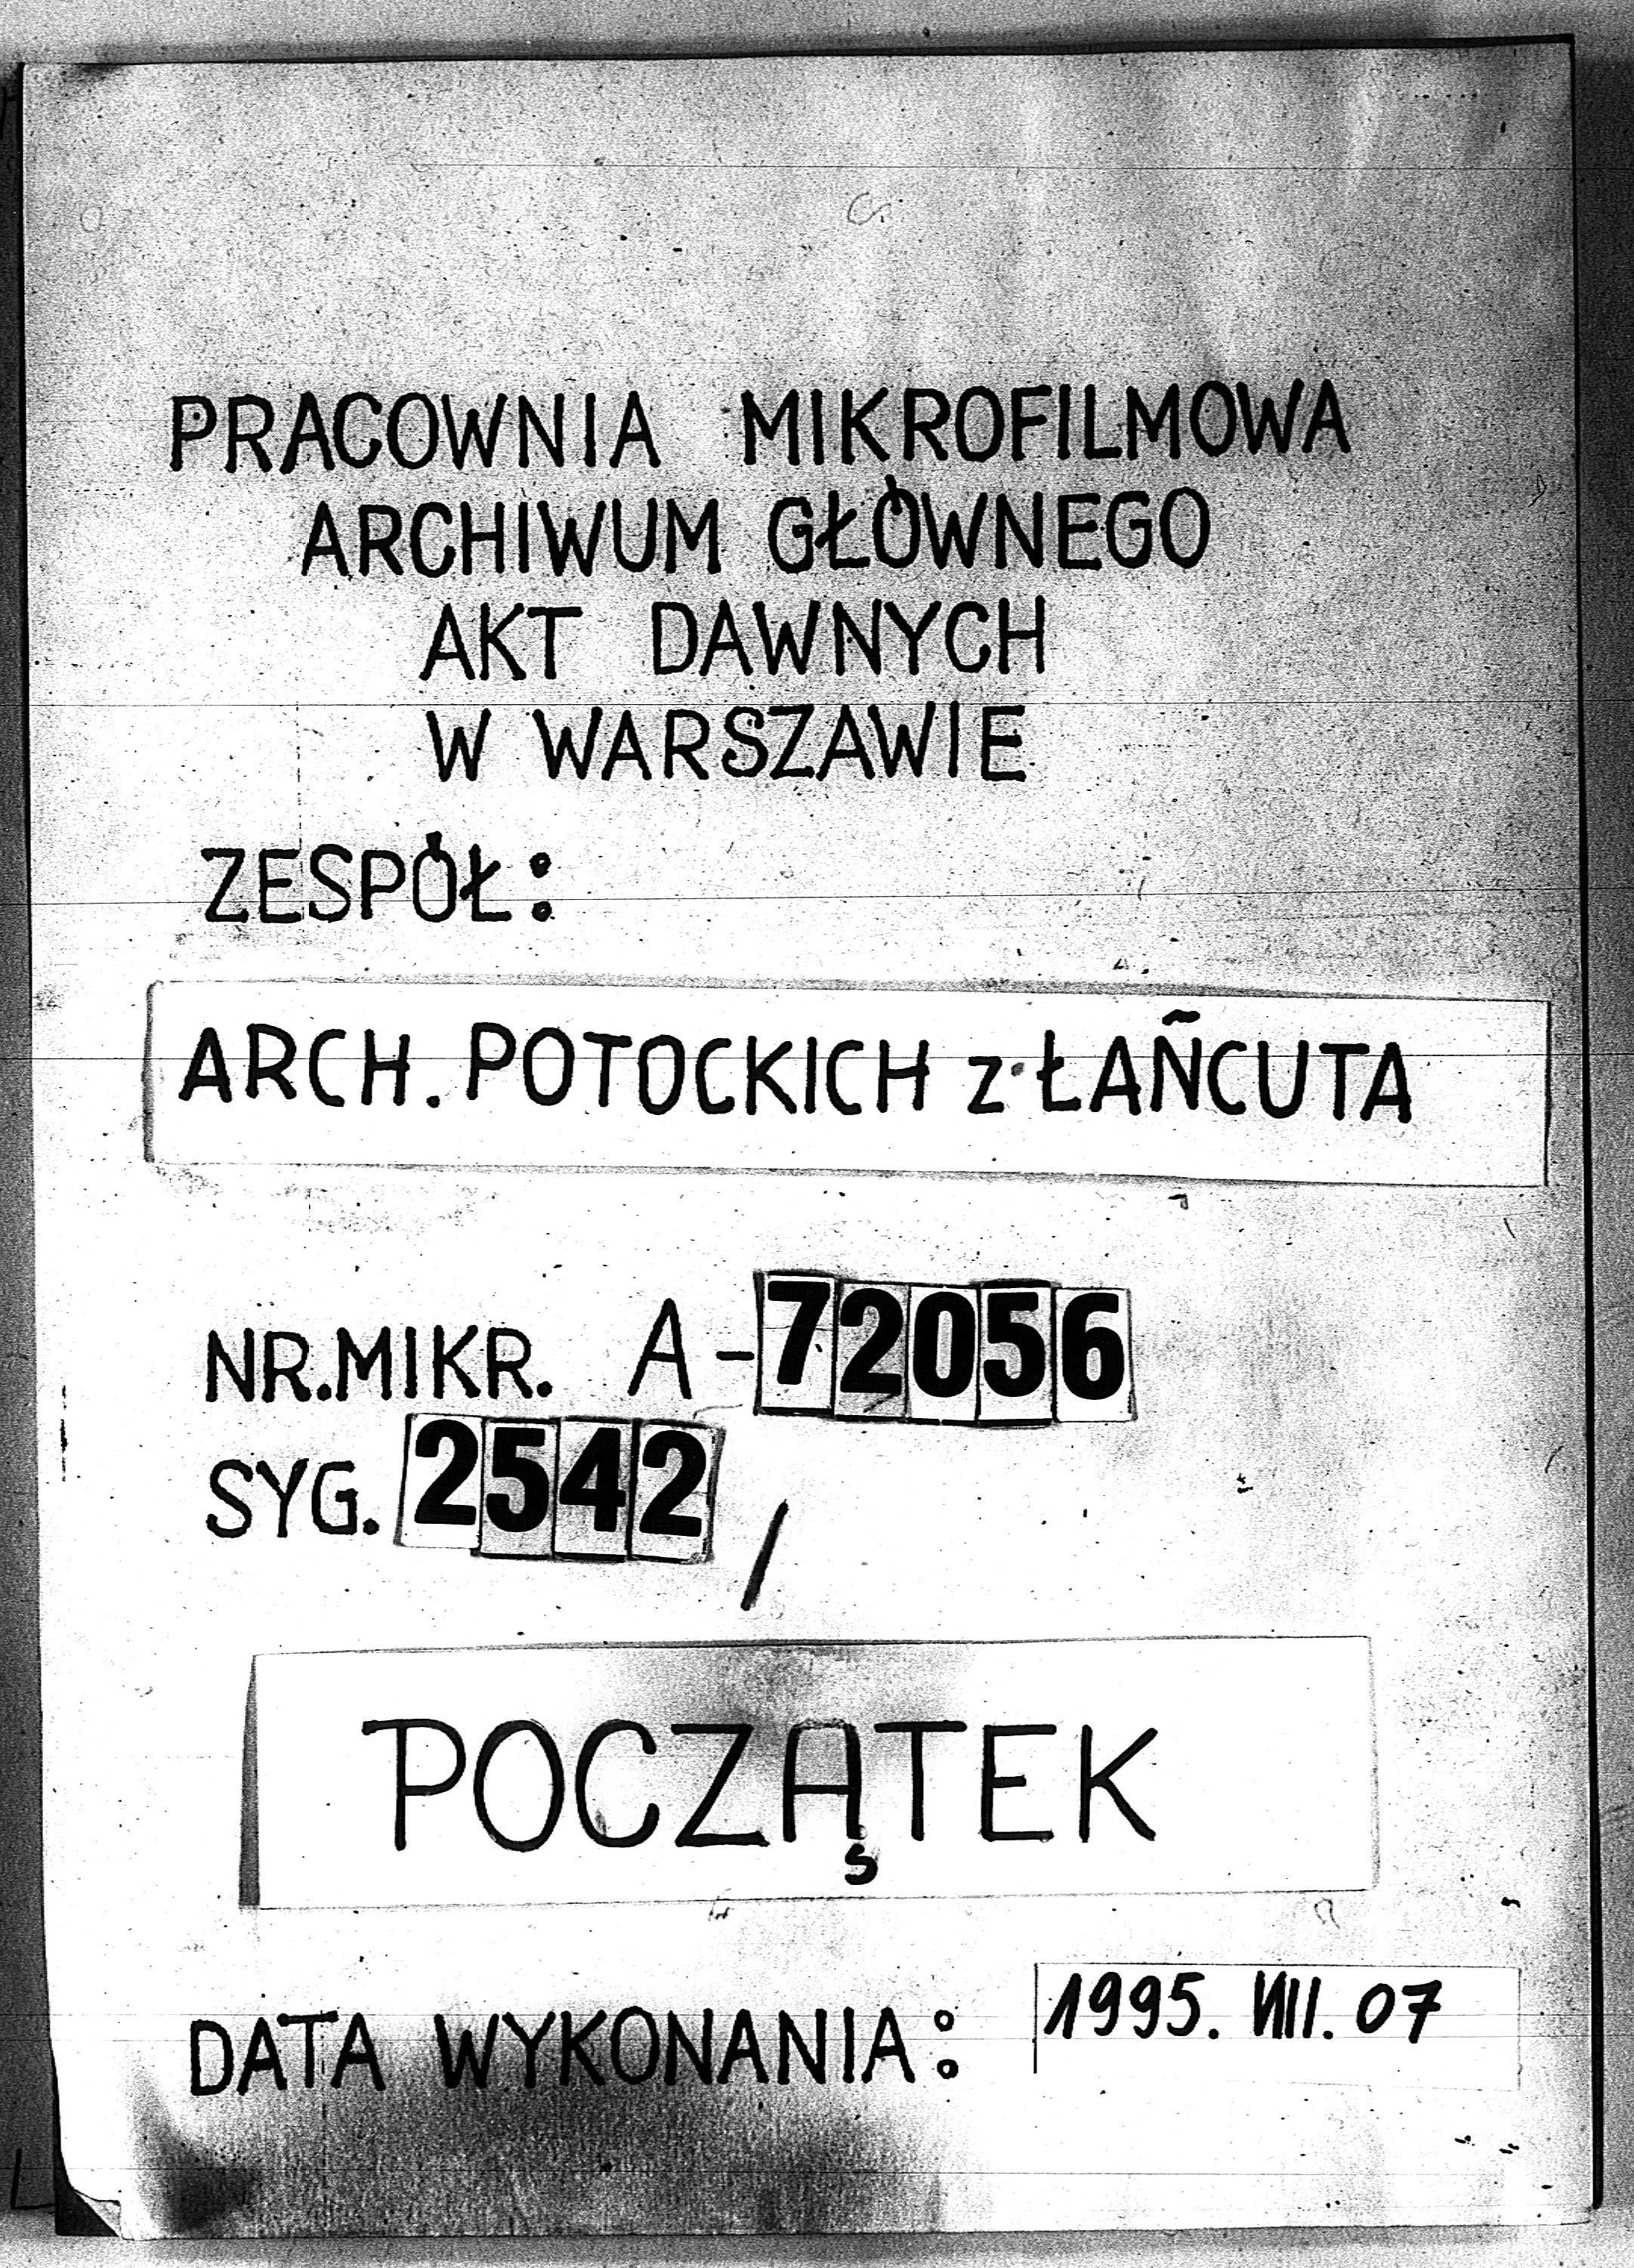 PRACOWNIA MIKROFILMOWA
ARCHIWUM GŁÓWNEGO
AKT DAWNYCH
W WARSZAWIE
ZESPÓŁ:
ARCH. POTOCKICH z ŁAÑCUTA
NR.MIKR. A-72056
SYG. 2542 /
POCZĄTEK
DATA WYKONANIA: 1995. VIII. 07